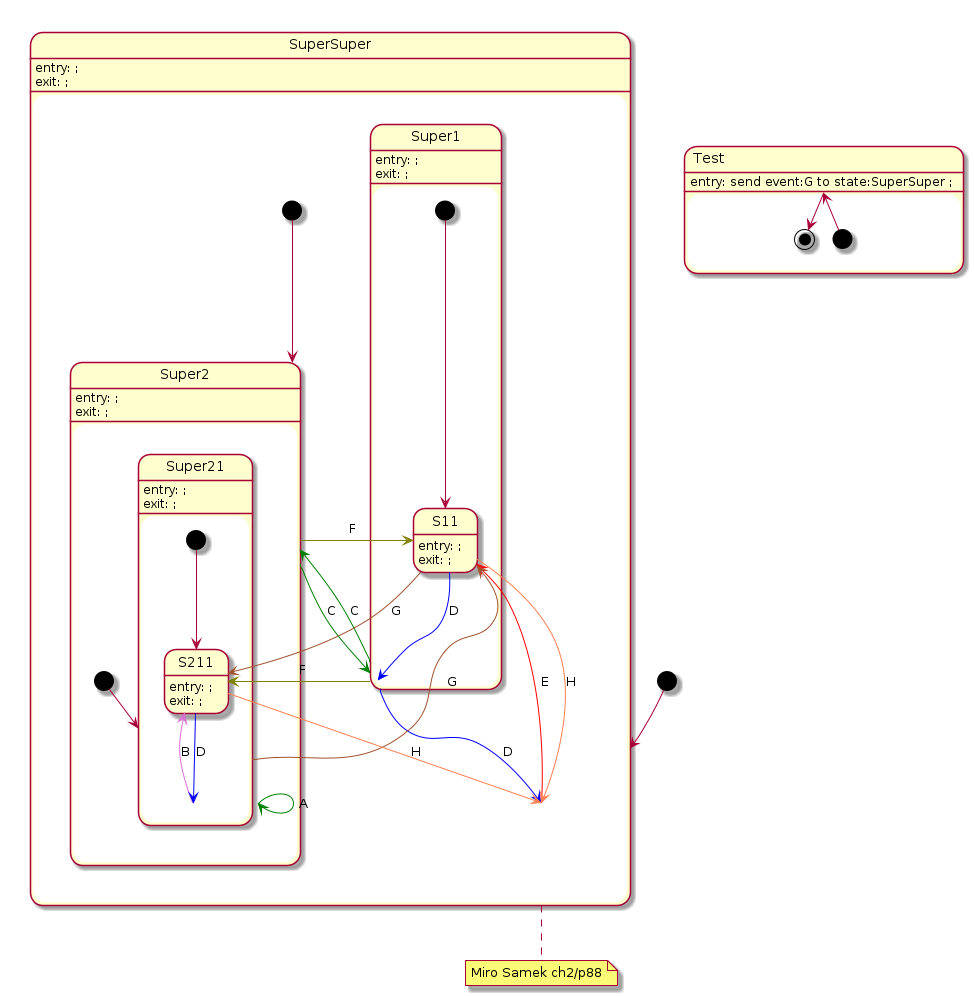 SuperSuper
entry: ;
exit: ;
Super1
entry: ;
exit: ;
Test
entry: send event:G to state:SuperSuper ;
Super2
entry: ;
exit: ;
Super21
entry: ;
exit: ;
S11
entry: ;
exit: ;
F
C
C
G
D
S211
entry: ;
exit: ;
F
G
E
H
B
D
H
D
A
Miro Samek ch2/p88